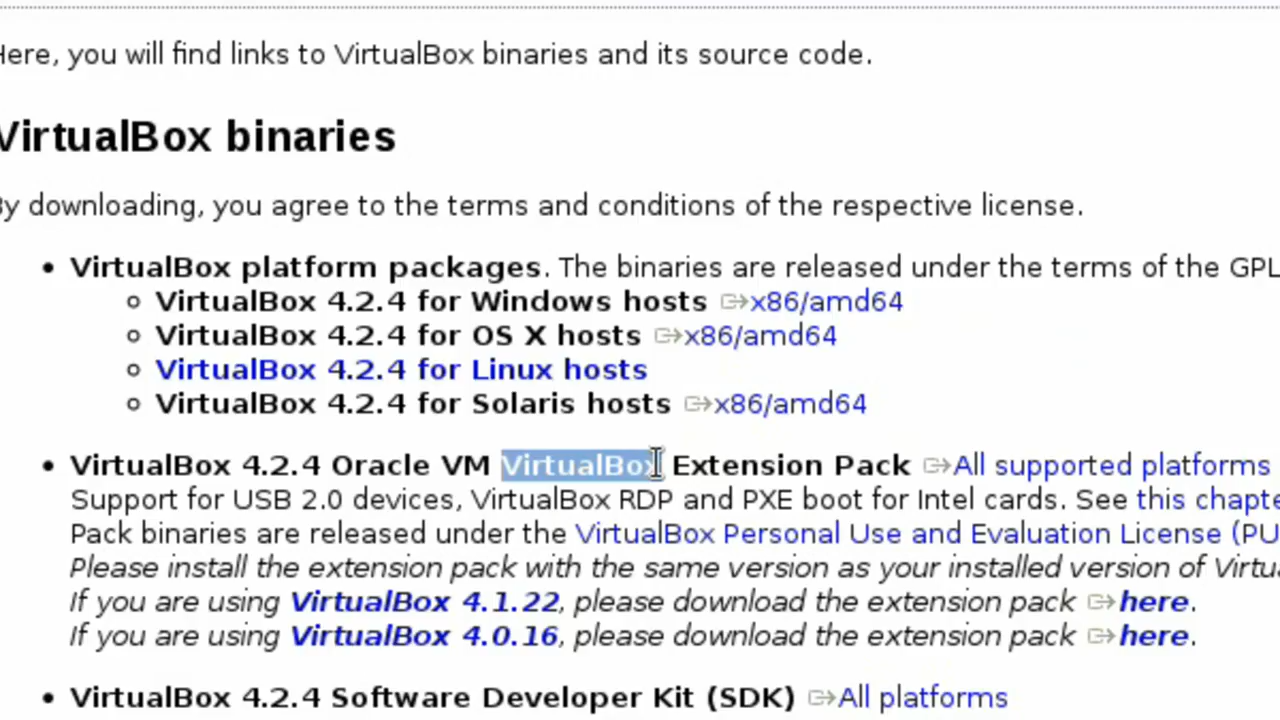 Here, you will find links to VirtualBox binaries and its source code.
VirtualBox binaries
By downloading, you agree to the terms and conditions of the respective license.
• VirtualBox platform packages. The binaries are released under the terms of the GPL
○ VirtualBox 4.2.4 for Windows hosts x86/amd64
○ VirtualBox 4.2.4 for OS X hosts x86/amd64
○ VirtualBox 4.2.4 for Linux hosts
○ VirtualBox 4.2.4 for Solaris hosts x86/amd64
• VirtualBox 4.2.4 Oracle VM VirtualBox Extension Pack All supported platforms
Support for USB 2.0 devices, VirtualBox RDP and PXE boot for Intel cards. See this chapte
Pack binaries are released under the VirtualBox Personal Use and Evaluation License (PU
Please install the extension pack with the same version as your installed version of Virtu
If you are using VirtualBox 4.1.22, please download the extension pack here.
If you are using VirtualBox 4.0.16, please download the extension pack here.
• VirtualBox 4.2.4 Software Developer Kit (SDK) All platforms